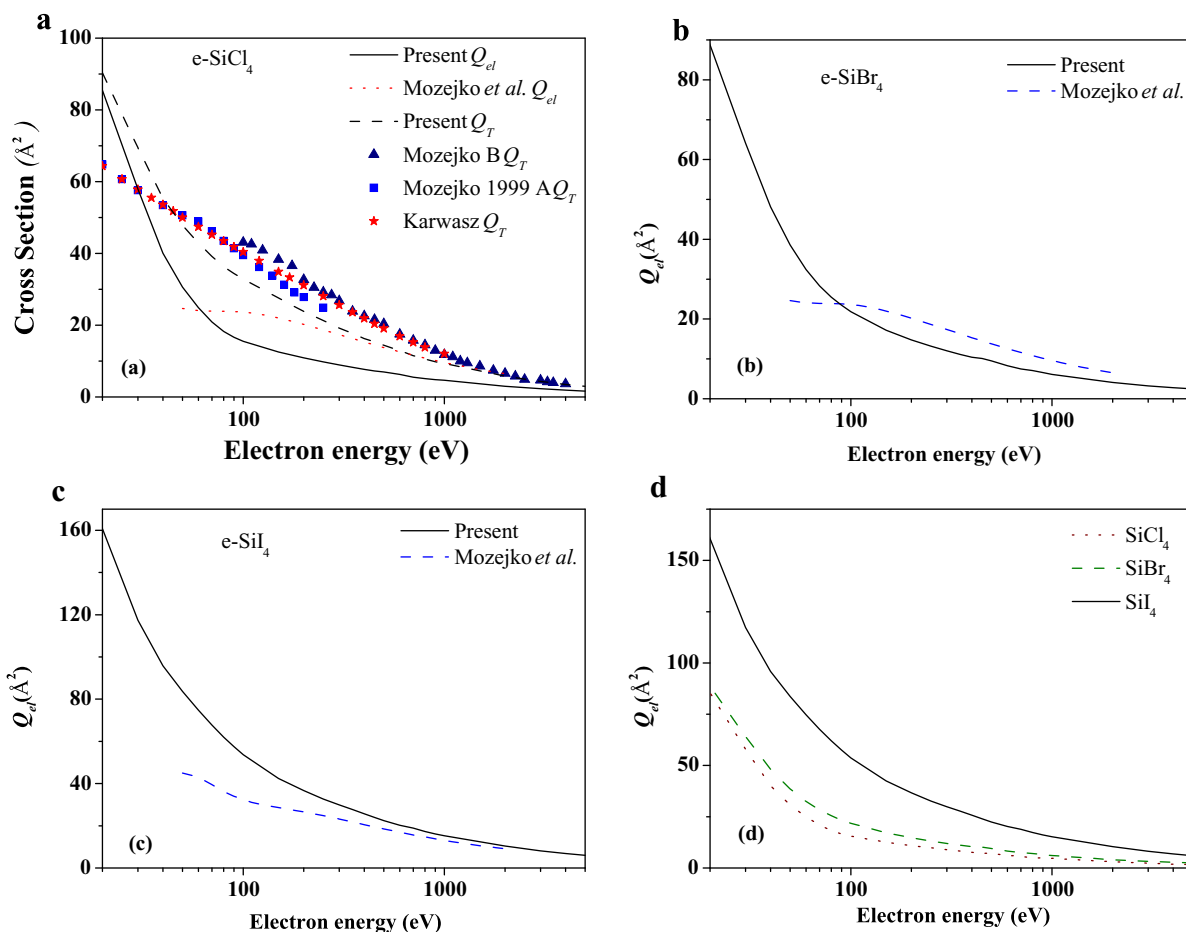 a
e-SiCl4
Present Qel
Mozejko et al. Qel
Present QT
Mozejko B QT
Mozejko 1999 A QT
Karwasz QT
100
80
60
40
20
0
Cross Section (Å²)
(a)
100
1000
Electron energy (eV)
b
e-SiBr4
Present
Mozejko et al.
80
60
40
20
0
Qel(Å²)
(b)
100
1000
Electron energy (eV)
c
e-SiI4
Present
Mozejko et al.
160
120
80
40
0
Qel(Å²)
(c)
100
1000
Electron energy (eV)
d
SiCl4
SiBr4
SiI4
150
100
50
0
Qel(Å²)
(d)
100
1000
Electron energy (eV)